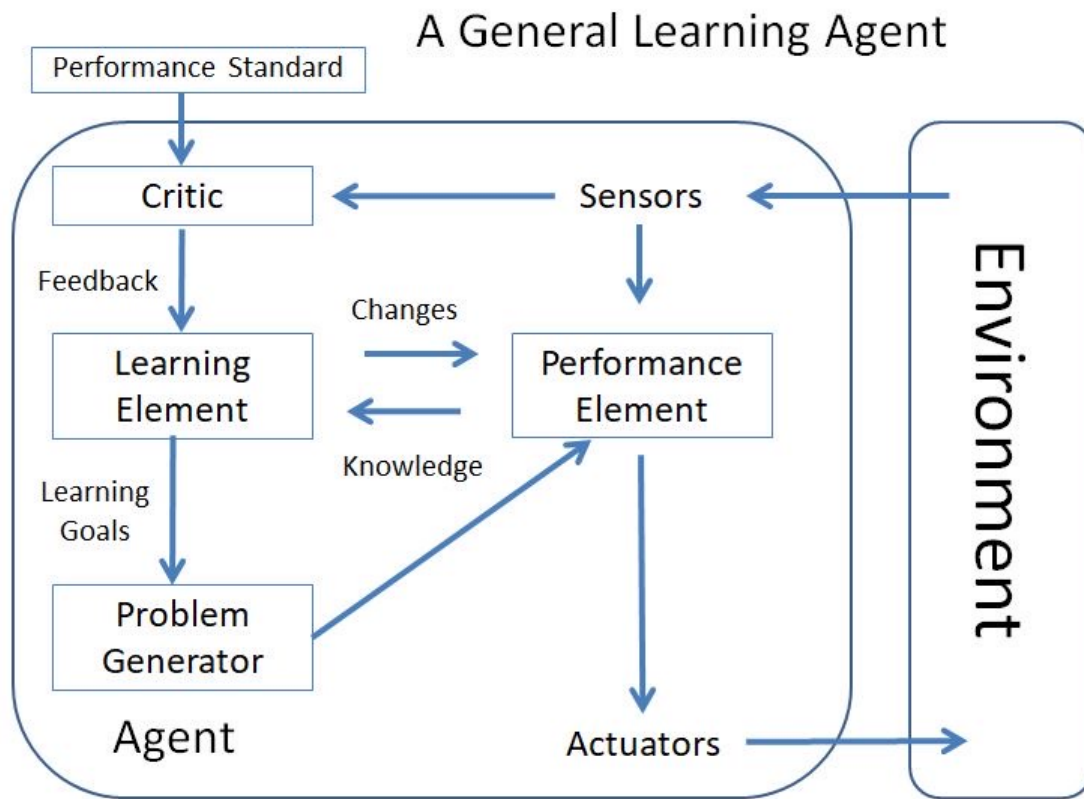 A General Learning Agent
Performance Standard
Critic
Sensors
Feedback
Changes
Learning
Element
Performance
Element
Knowledge
Learning
Goals
Problem
Generator
Agent
Actuators
Environment